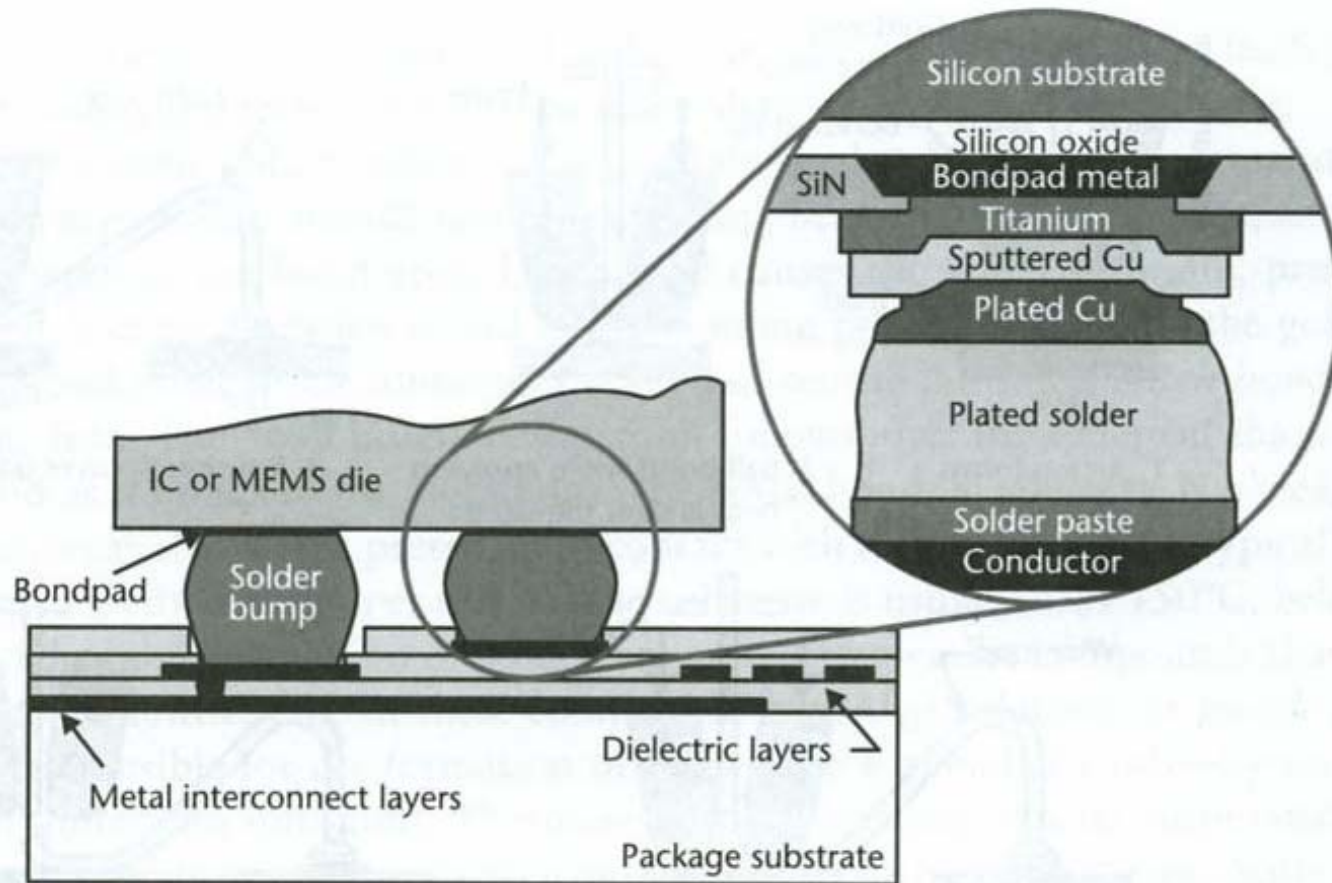 Silicon substrate
Silicon oxide
SiN
Bondpad metal
Titanium
Sputtered Cu
Plated Cu
Plated solder
Solder paste
Conductor
IC or MEMS die
Bondpad
Solder
bump
Dielectric layers
Metal interconnect layers
Package substrate